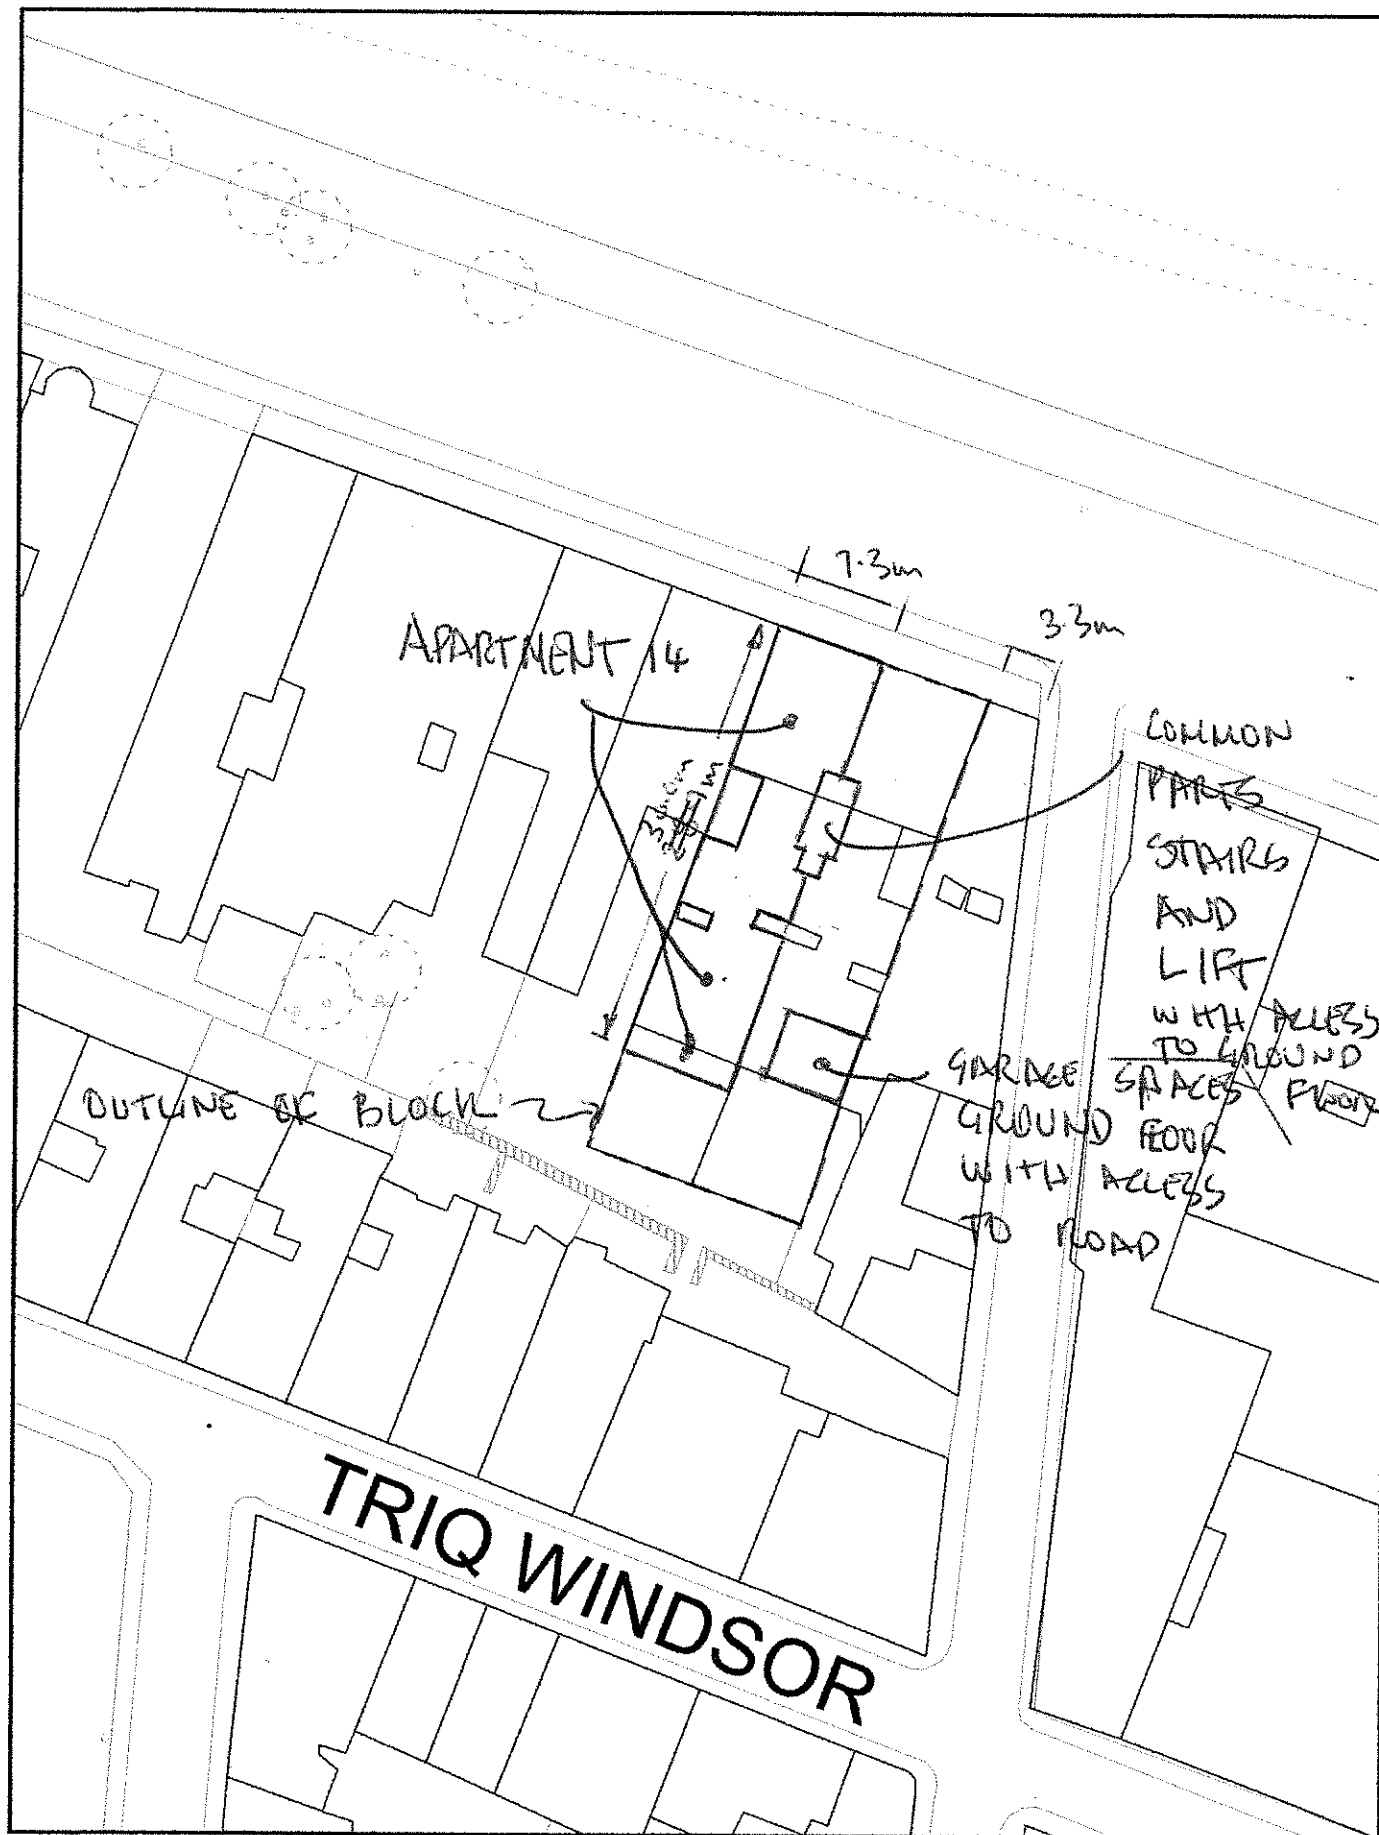 7.3m
3.3m
APARTMENT 14
COMMON
PARTS
STAIRS
AND
LIFT
WITH ACCESS
TO GROUND
FLOOR
GARAGE SPACES
GROUND FLOOR
WITH ACCESS
TO ROAD
OUTLINE OF BLOCK
TRIQ WINDSOR